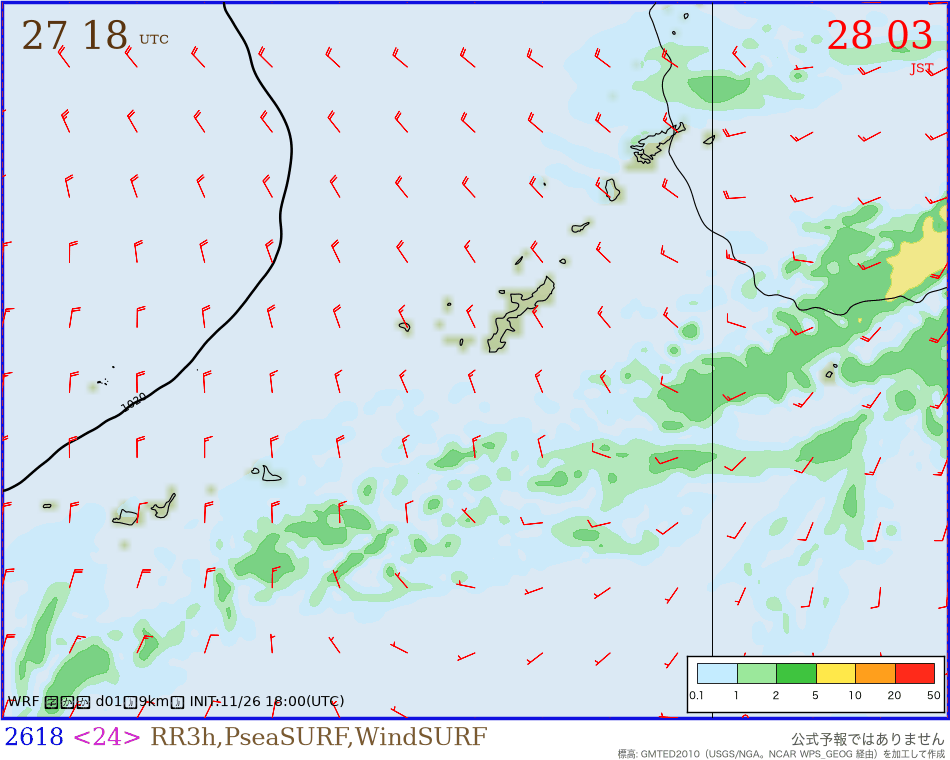 27 18 UTC
28 03
JST
1020
WRF d01 9km INIT:11/26 18:00(UTC)
0.1 1 2 5 10 20 50
2618 <24> RR3h,PseaSURF,WindSURF
公式予報ではありません
標高: GMTED2010（USGS/NGA。NCAR WPS_GEOG 経由）を加工して作成